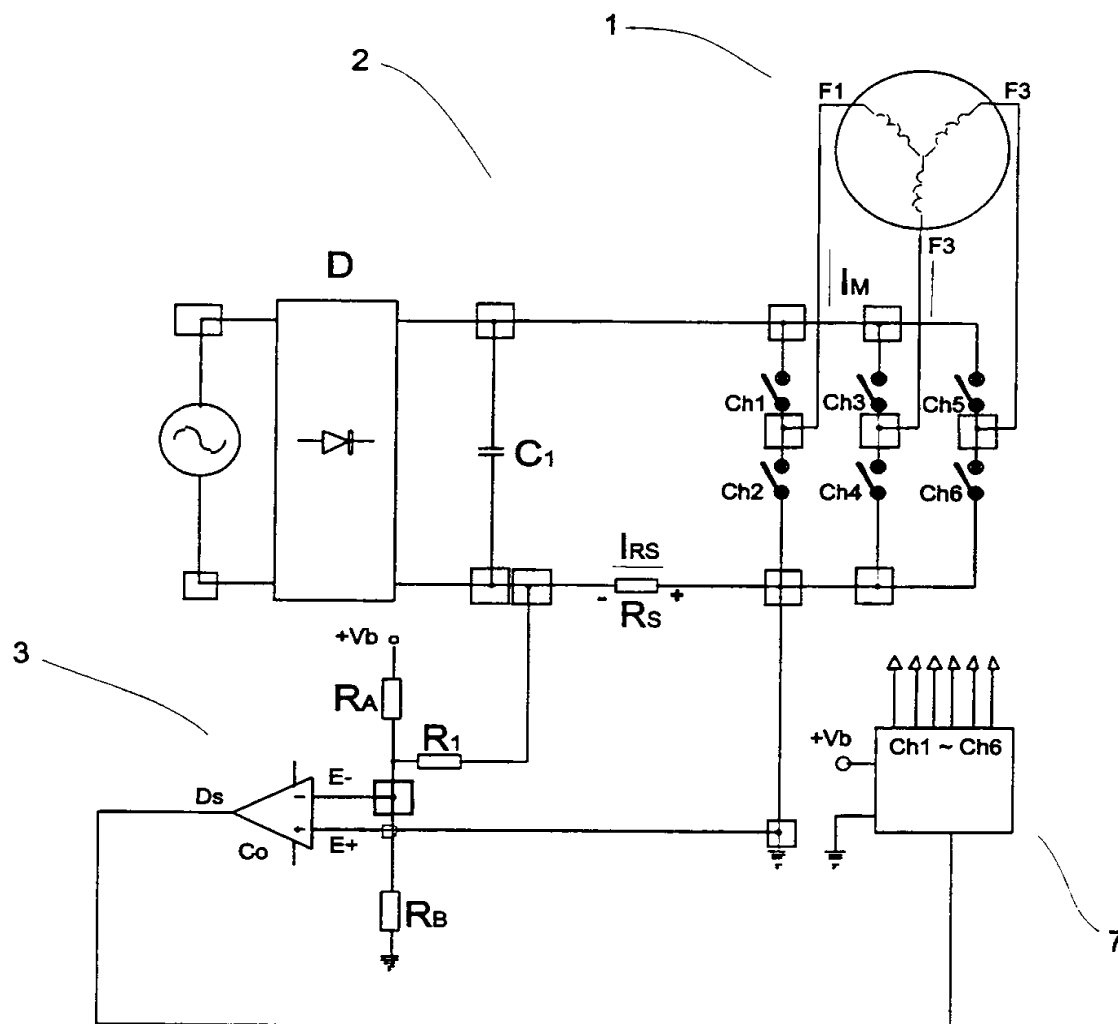 1
2
F1
F3
F3
IM
D
C1
Ch1
Ch3
Ch5
Ch2
Ch4
Ch6
IRS
- +
RS
3
+Vb
RA
R1
+Vb
Ch1 ~ Ch6
Ds
E-
-
+
E+
Co
RB
7